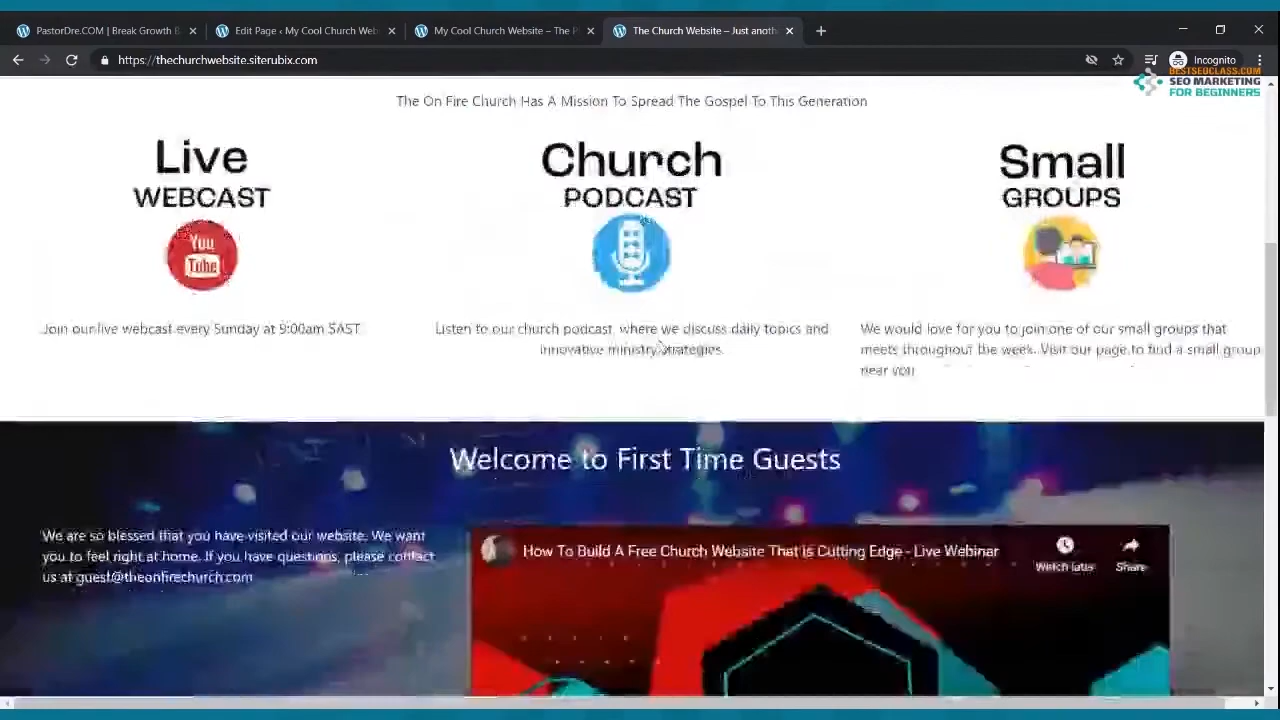 PastorDre.COM | Break Growth B
Edit Page ‹ My Cool Church Web
My Cool Church Website – The P
The Church Website – Just anoth
https://thechurchwebsite.siterubix.com
Incognito
BESTSEOCLASS.COM
SEO MARKETING
FOR BEGINNERS
The On Fire Church Has A Mission To Spread The Gospel To This Generation
Live
WEBCAST
You
Tube
Join our live webcast every Sunday at 9:00am SAST
Church
PODCAST
Listen to our church podcast, where we discuss daily topics and
innovative ministry strategies.
Small
GROUPS
We would love for you to join one of our small groups that
meets throughout the week. Visit our page to find a small group
near you
Welcome to First Time Guests
We are so blessed that you have visited our website. We want
you to feel right at home. If you have questions, please contact
us at guest@theonfirechurch.com
How To Build A Free Church Website That is Cutting Edge - Live Webinar
Watch later
Share